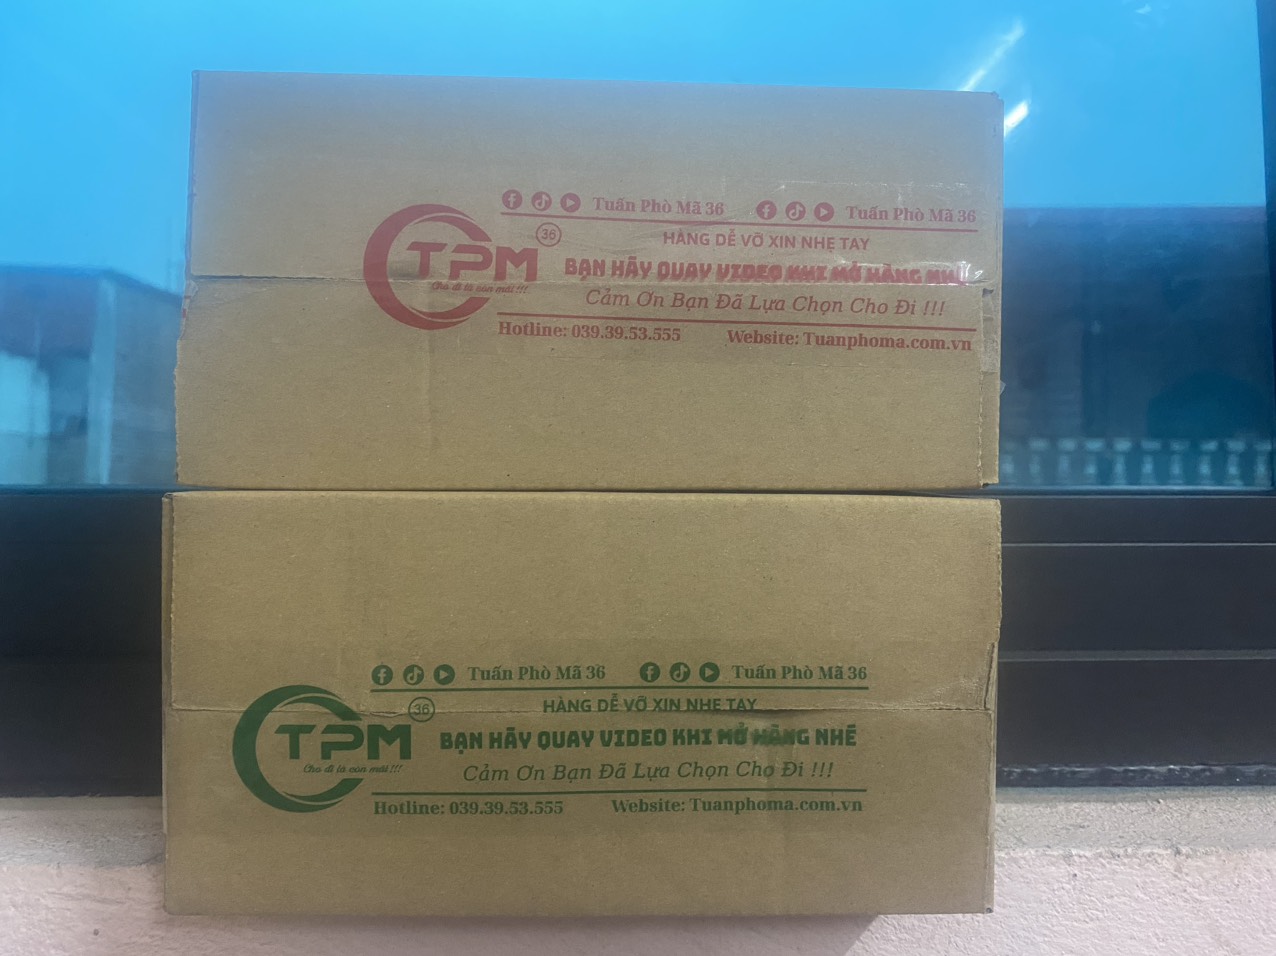 Tuấn Phò Mã 36 Tuấn Phò Mã 36
HÀNG DỄ VỠ XIN NHẸ TAY
36
TPM
BẠN HÃY QUAY VIDEO KHI MỞ HÀNG NHÉ
Cho đi là còn mãi !!!
Cảm Ơn Bạn Đã Lựa Chọn Cho Đi !!!
Hotline: 039.39.53.555 Website: Tuanphoma.com.vn
Tuấn Phò Mã 36 Tuấn Phò Mã 36
HÀNG DỄ VỠ XIN NHẸ TAY
36
TPM
BẠN HÃY QUAY VIDEO KHI MỞ HÀNG NHÉ
Cho đi là còn mãi !!!
Cảm Ơn Bạn Đã Lựa Chọn Cho Đi !!!
Hotline: 039.39.53.555 Website: Tuanphoma.com.vn